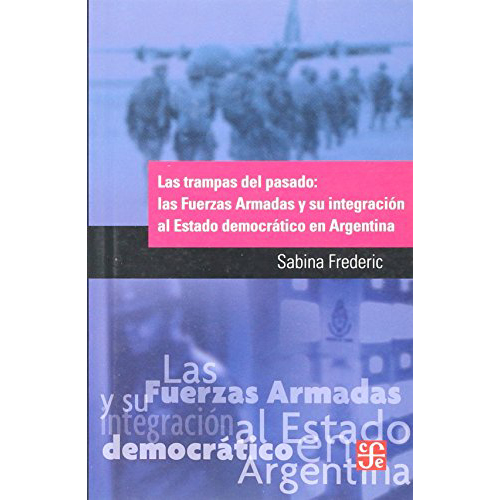 Las trampas del pasado:
las Fuerzas Armadas y su integración
al Estado democrático en Argentina
Sabina Frederic
Las
Fuerzas Armadas
y su
integración
al Estado
democrático
en
Argentina
cfe